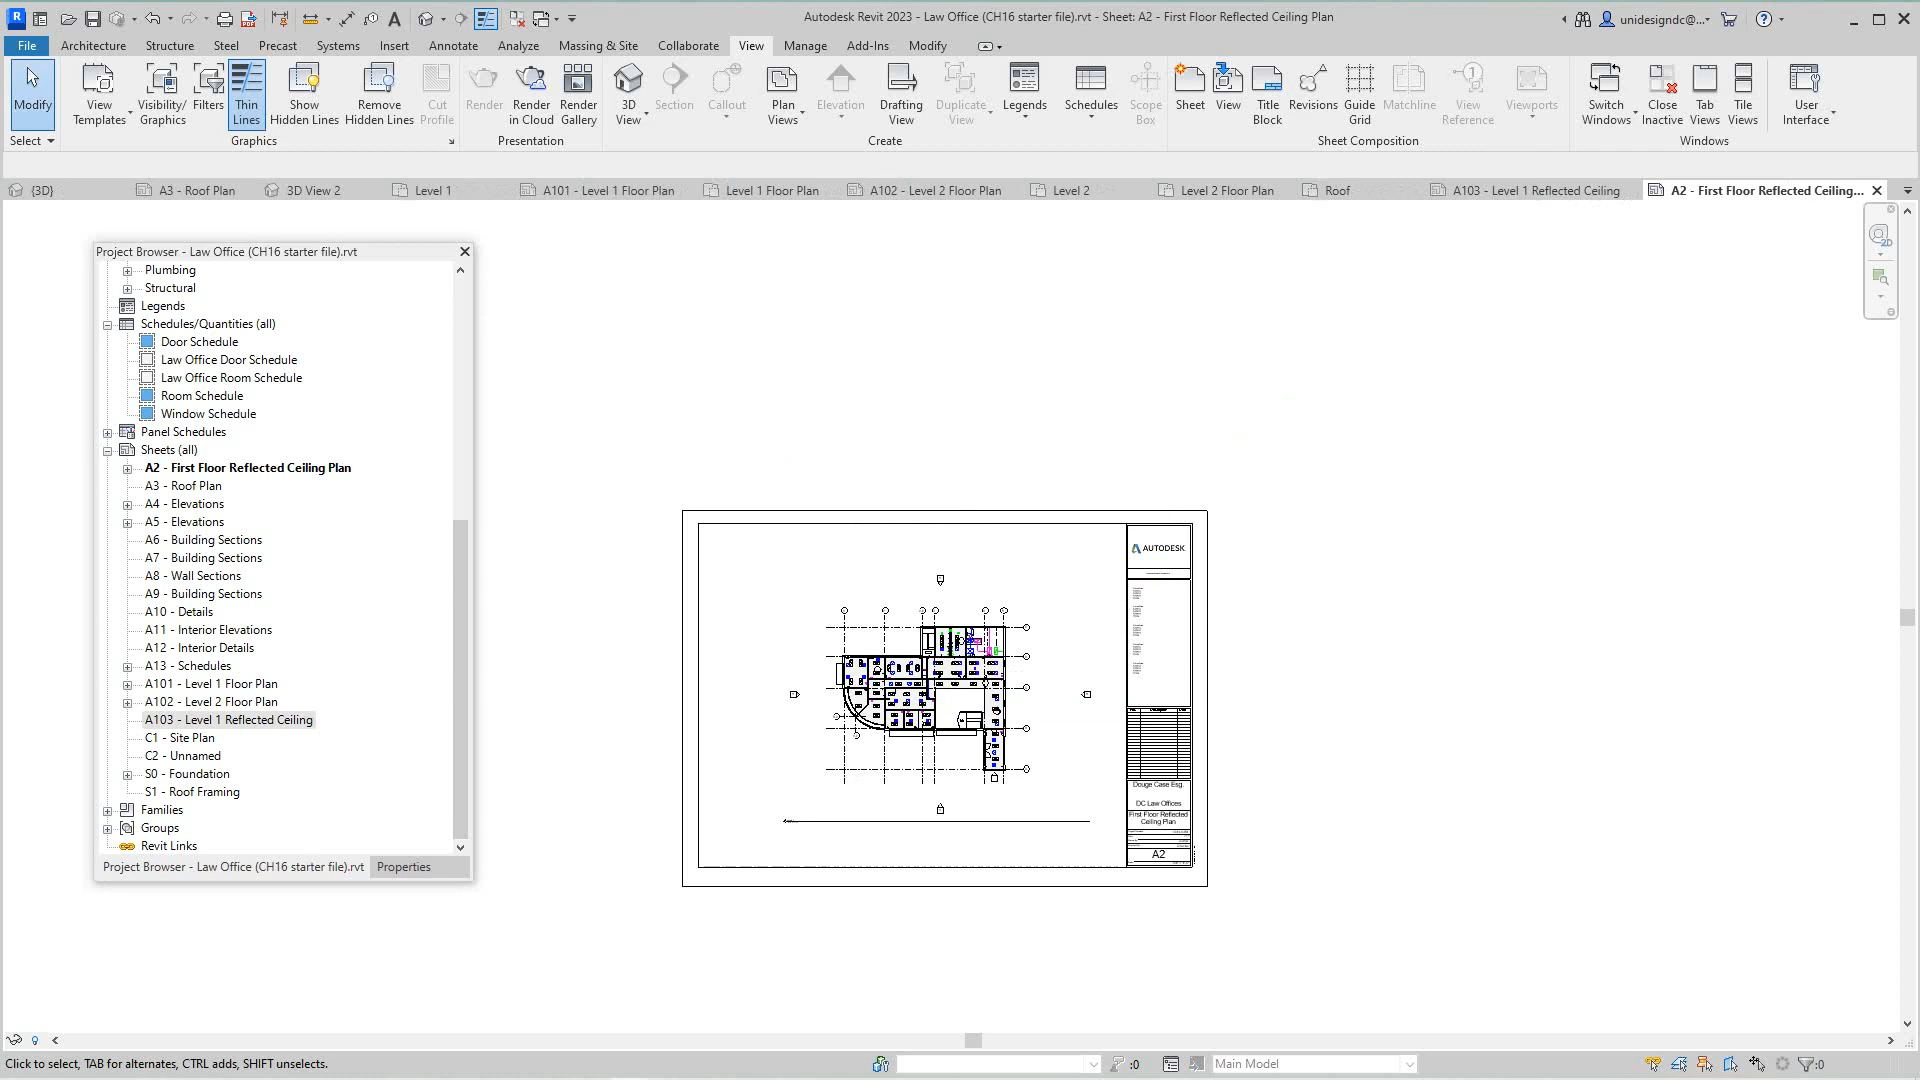 Autodesk Revit 2023 - Law Office (CH16 starter file).rvt - Sheet: A2 - First Floor Reflected Ceiling Plan
unidesigndc@...
File Architecture Structure Steel Precast Systems Insert Annotate Analyze Massing & Site Collaborate View Manage Add-Ins Modify
Modify
View Templates
Visibility/ Graphics
Filters
Thin Lines
Show Hidden Lines
Remove Hidden Lines
Cut Profile
Render
Render in Cloud
Render Gallery
3D View
Section
Callout
Plan Views
Elevation
Drafting View
Duplicate View
Legends
Schedules
Scope Box
Sheet
View
Title Block
Revisions
Guide Grid
Matchline
View Reference
Viewports
Switch Windows
Close Inactive
Tab Views
Tile Views
User Interface
Select Graphics Presentation Create Sheet Composition Windows
{3D} A3 - Roof Plan 3D View 2 Level 1 A101 - Level 1 Floor Plan Level 1 Floor Plan A102 - Level 2 Floor Plan Level 2 Level 2 Floor Plan Roof A103 - Level 1 Reflected Ceiling A2 - First Floor Reflected Ceiling...
2D
Project Browser - Law Office (CH16 starter file).rvt
Plumbing
Structural
Legends
Schedules/Quantities (all)
Door Schedule
Law Office Door Schedule
Law Office Room Schedule
Room Schedule
Window Schedule
Panel Schedules
Sheets (all)
A2 - First Floor Reflected Ceiling Plan
A3 - Roof Plan
A4 - Elevations
A5 - Elevations
A6 - Building Sections
A7 - Building Sections
A8 - Wall Sections
A9 - Building Sections
A10 - Details
A11 - Interior Elevations
A12 - Interior Details
A13 - Schedules
A101 - Level 1 Floor Plan
A102 - Level 2 Floor Plan
A103 - Level 1 Reflected Ceiling
C1 - Site Plan
C2 - Unnamed
S0 - Foundation
S1 - Roof Framing
Families
Groups
Revit Links
Project Browser - Law Office (CH16 starter file).rvt Properties
AUTODESK
Douge Case Esg.
DC Law Offices
First Floor Reflected
Ceiling Plan
A2
Click to select, TAB for alternates, CTRL adds, SHIFT unselects.
:0
Main Model
:0